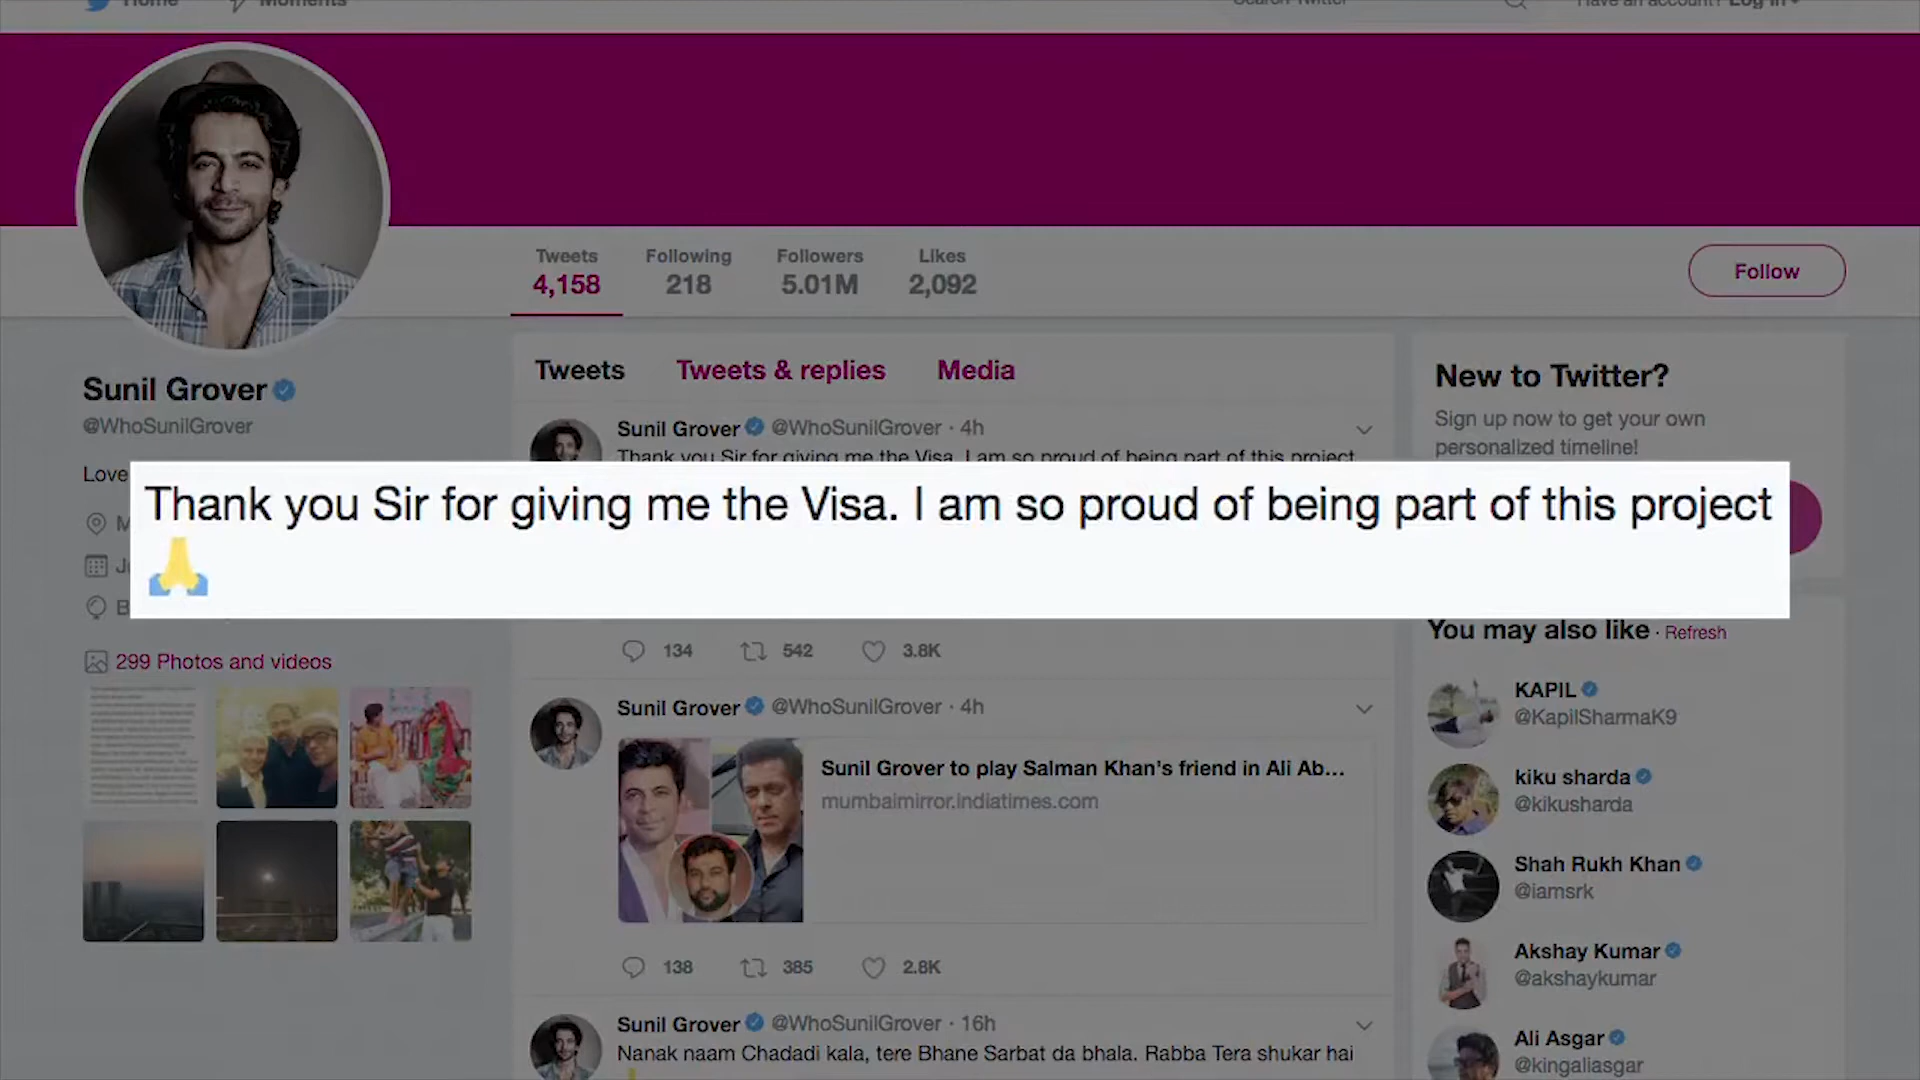 Home Moments
Search Twitter
Have an account? Log in
Tweets Following Followers Likes
4,158 218 5.01M 2,092
Follow
Sunil Grover
@WhoSunilGrover
Love
299 Photos and videos
Tweets Tweets & replies Media
Sunil Grover @WhoSunilGrover · 4h
Thank you Sir for giving me the Visa. I am so proud of being part of this project
Thank you Sir for giving me the Visa. I am so proud of being part of this project
🙏
134 542 3.8K
Sunil Grover @WhoSunilGrover · 4h
Sunil Grover to play Salman Khan's friend in Ali Ab...
mumbaimirror.indiatimes.com
138 385 2.8K
Sunil Grover @WhoSunilGrover · 16h
Nanak naam Chadadi kala, tere Bhane Sarbat da bhala. Rabba Tera shukar hai
New to Twitter?
Sign up now to get your own
personalized timeline!
You may also like · Refresh
KAPIL
@KapilSharmaK9
kiku sharda
@kikusharda
Shah Rukh Khan
@iamsrk
Akshay Kumar
@akshaykumar
Ali Asgar
@kingaliasgar